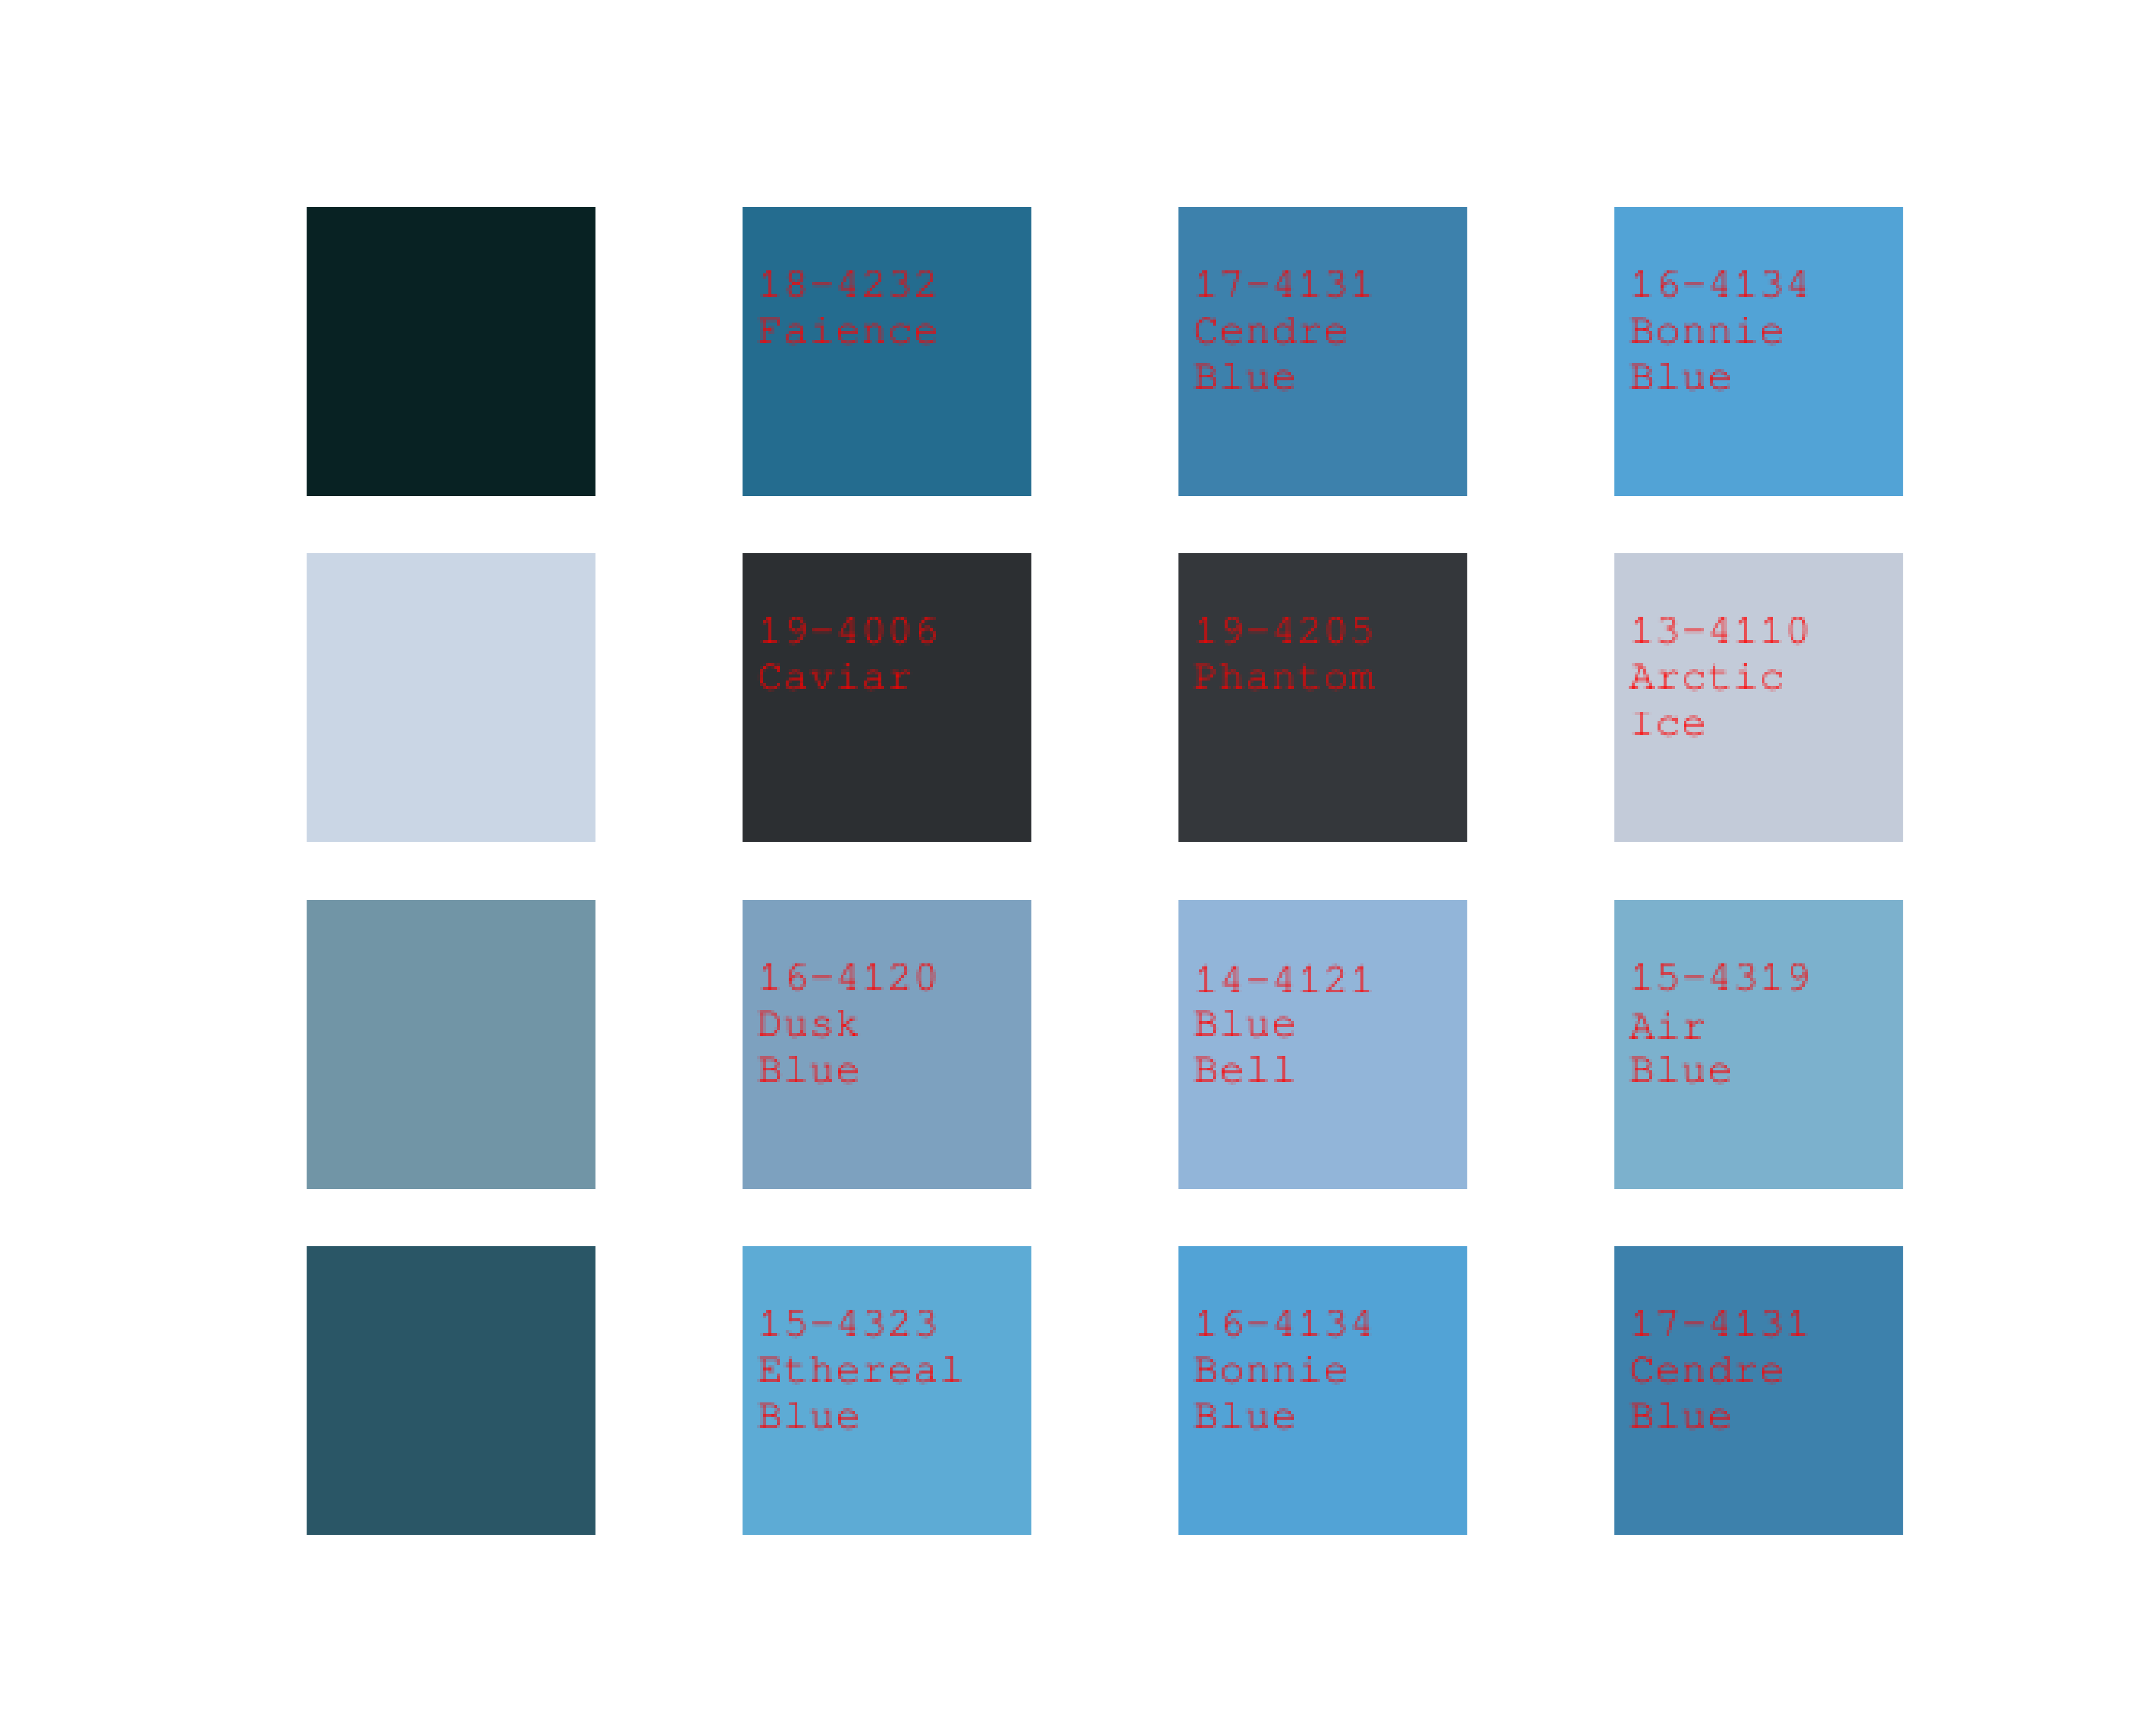 18-4232
Faience
17-4131
Cendre
Blue
16-4134
Bonnie
Blue
19-4006
Caviar
19-4205
Phantom
13-4110
Arctic
Ice
16-4120
Dusk
Blue
14-4121
Blue
Bell
15-4319
Air
Blue
15-4323
Ethereal
Blue
16-4134
Bonnie
Blue
17-4131
Cendre
Blue